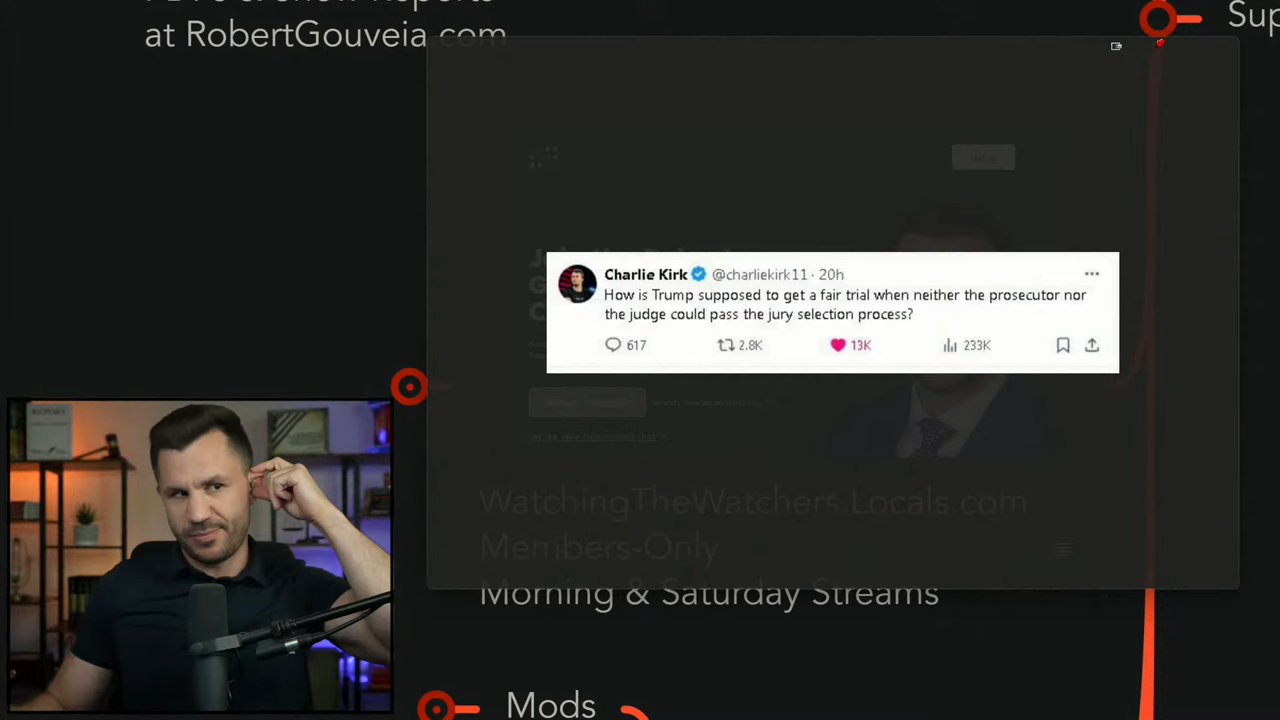 at RobertGouveia.com
Sup
Charlie Kirk @charliekirk11 · 20h
How is Trump supposed to get a fair trial when neither the prosecutor nor
the judge could pass the jury selection process?
617 2.8K 13K 233K
WatchingTheWatchers.Locals.com
Members-Only
Morning & Saturday Streams
Mods